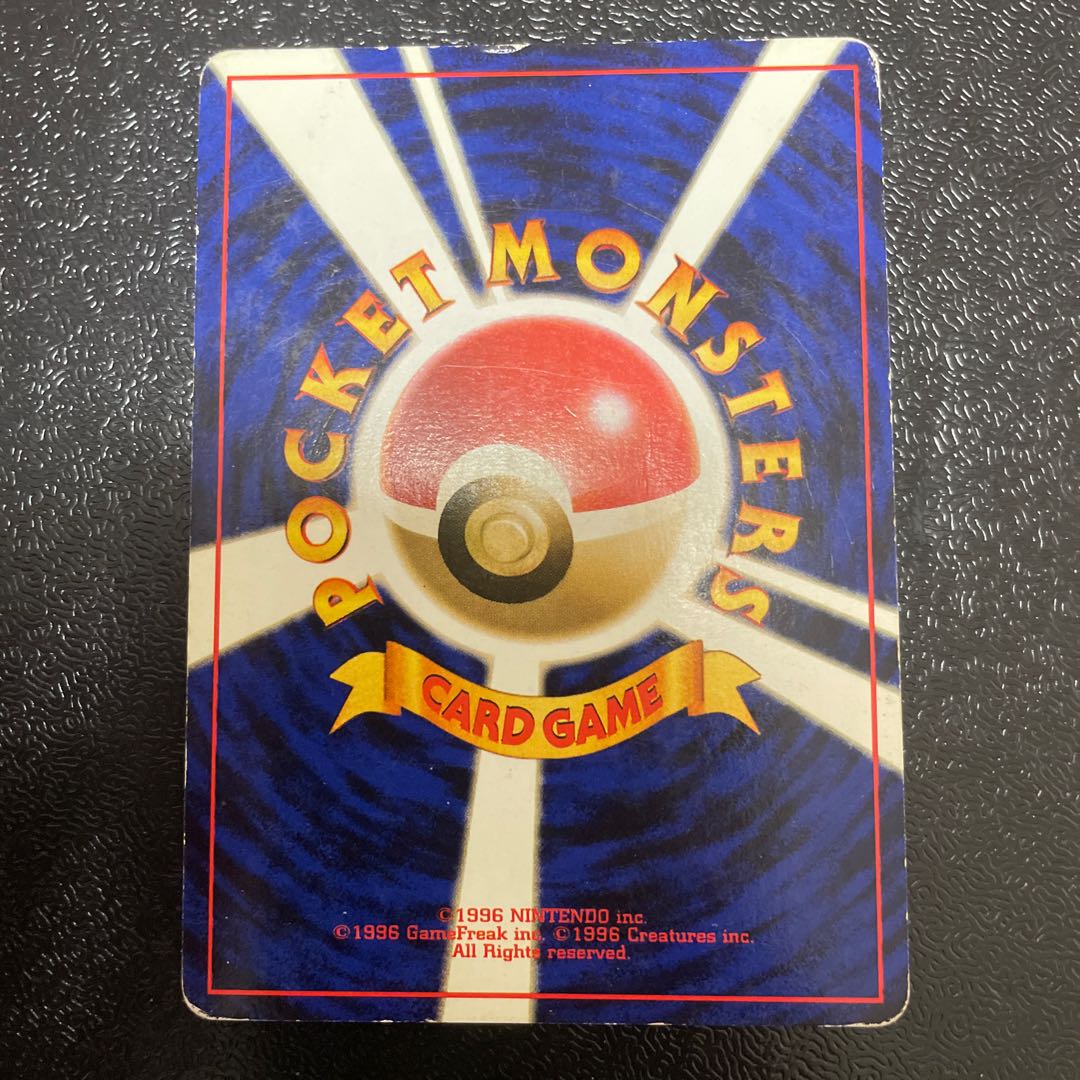 POCKET MONSTERS
CARD GAME
©1996 NINTENDO inc.
©1996 GameFreak inc. ©1996 Creatures inc.
All Rights reserved.